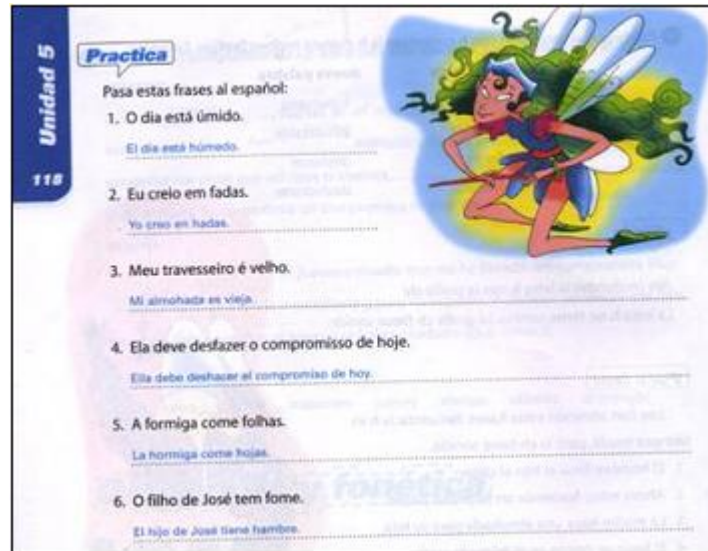 Unidad 5
118
Practica
Pasa estas frases al español:
1. O dia está úmido.
El día está húmedo.
2. Eu creio em fadas.
Yo creo en hadas.
3. Meu travesseiro é velho.
Mi almohada es vieja.
4. Ela deve desfazer o compromisso de hoje.
Ella debe deshacer el compromiso de hoy.
5. A formiga come folhas.
La hormiga come hojas.
6. O filho de José tem fome.
El hijo de José tiene hambre.
fonética